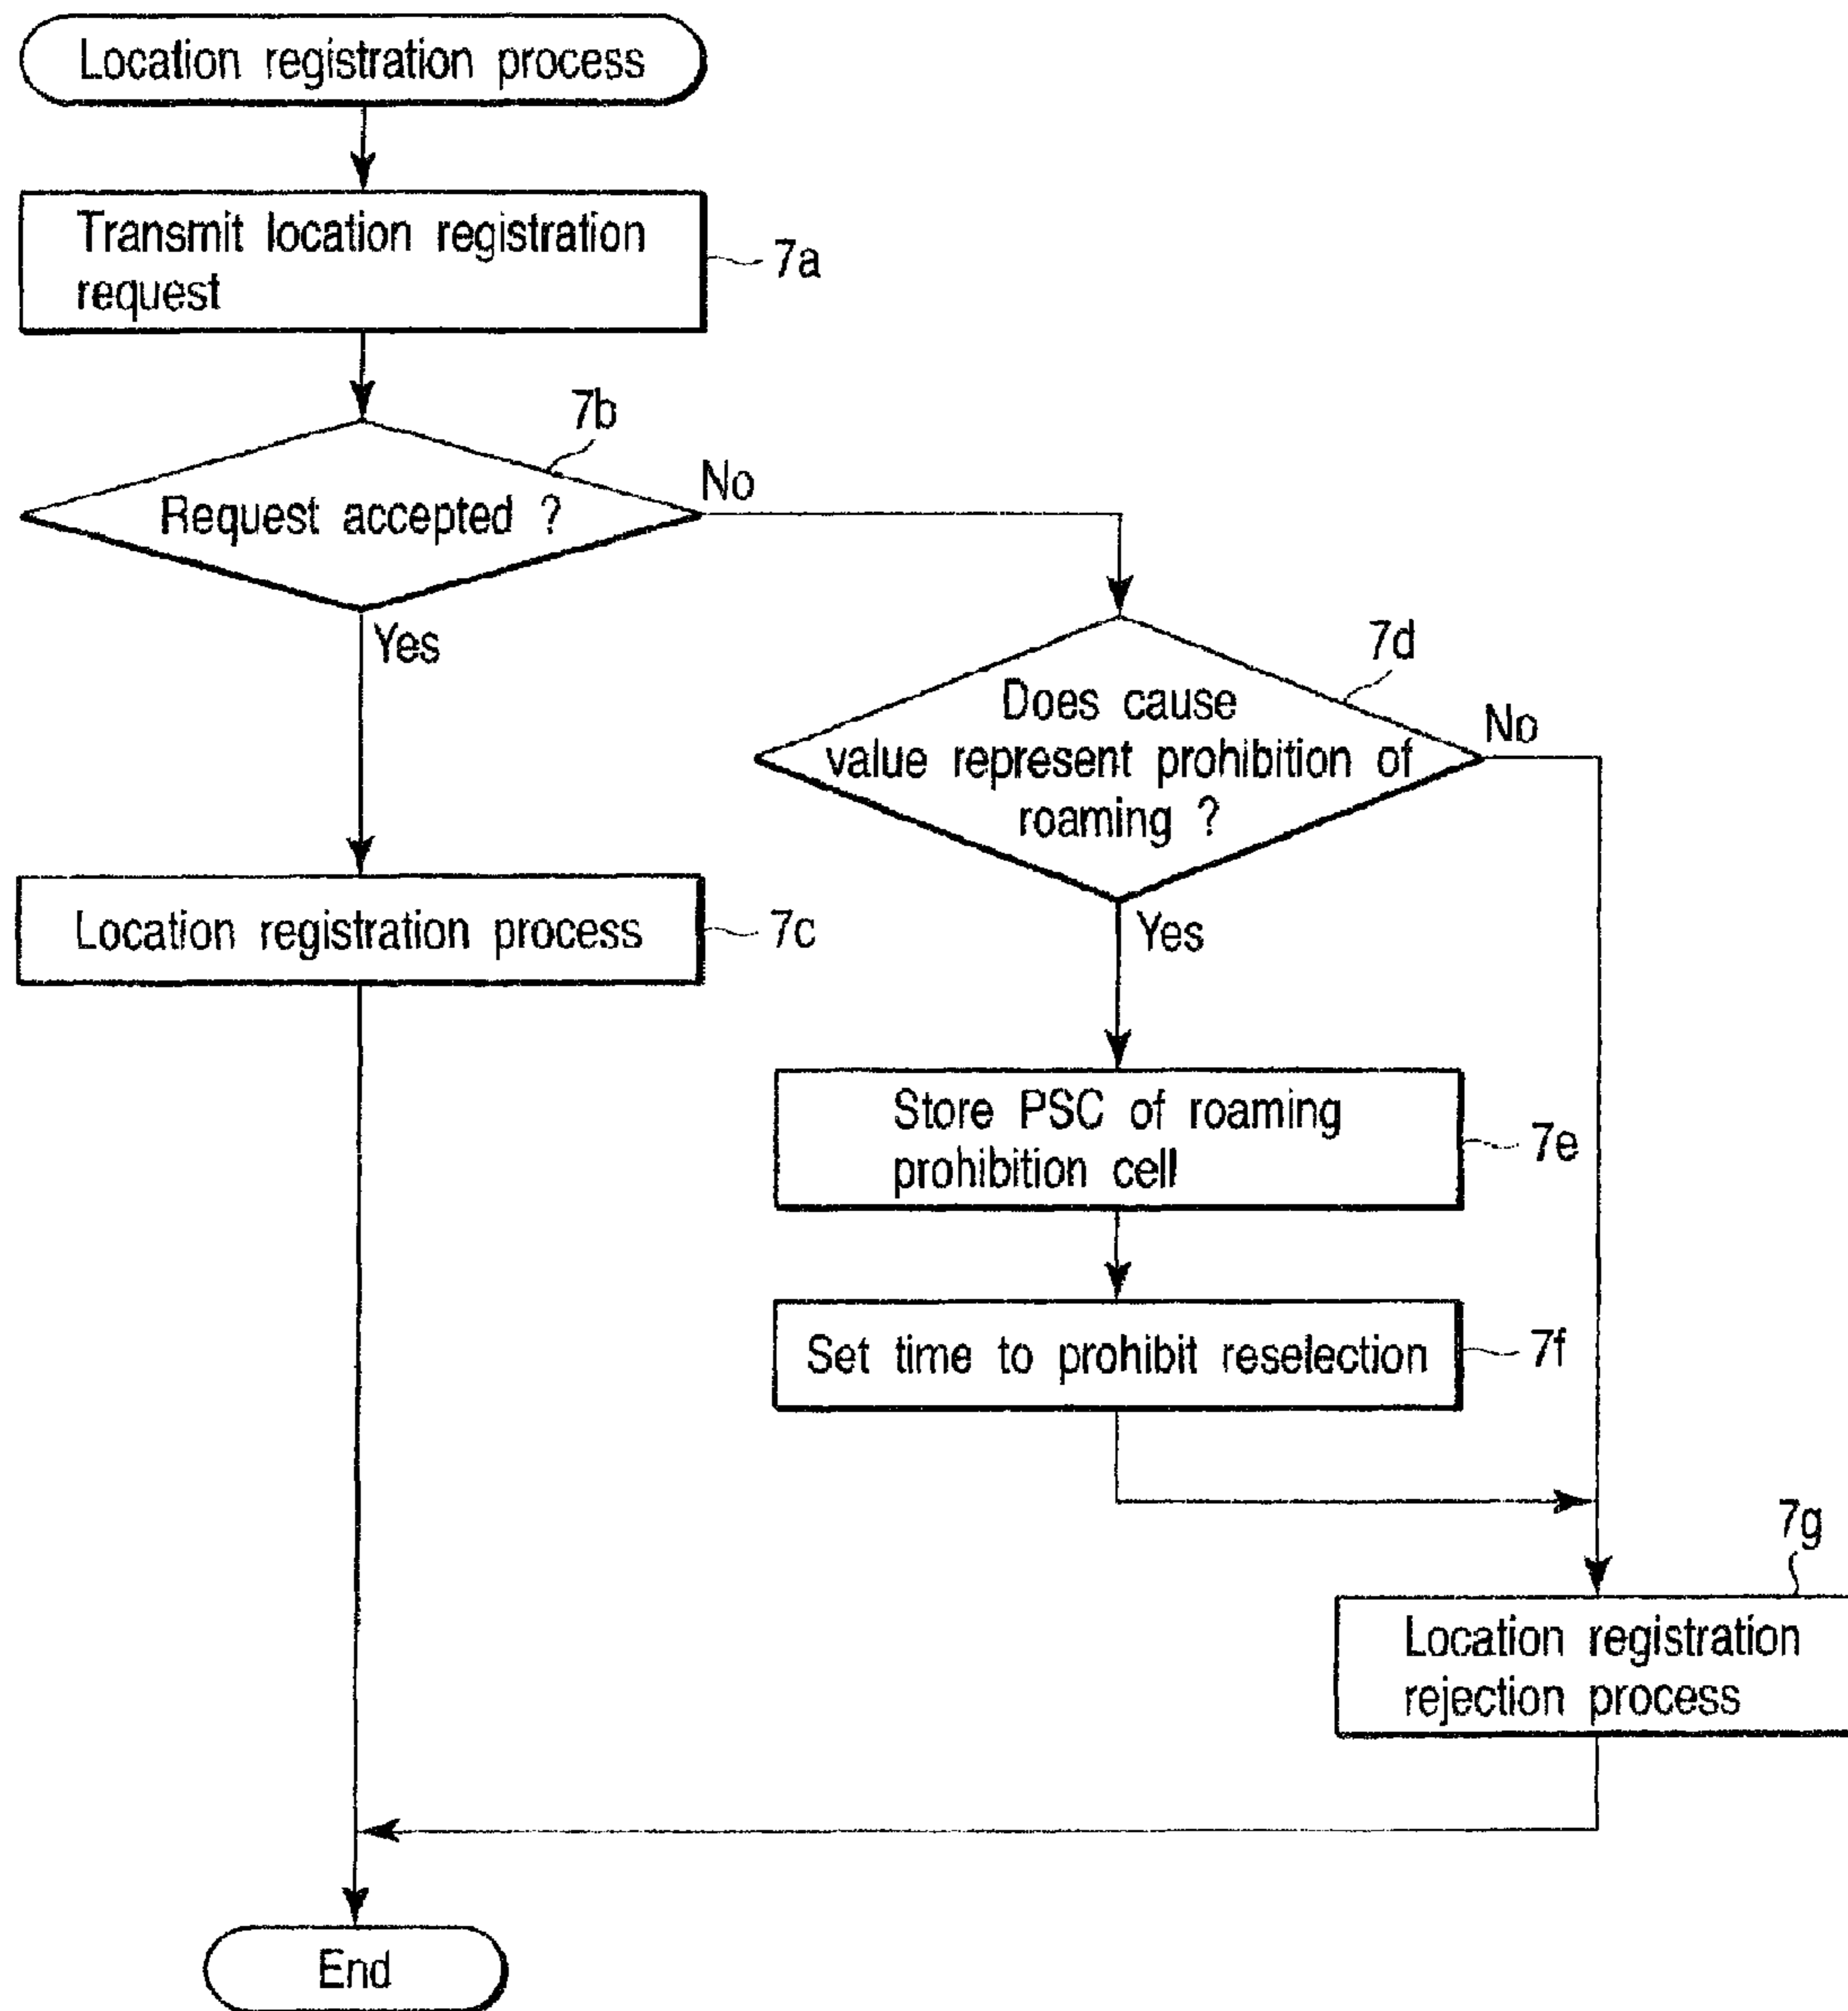 Location registration process
Transmit location registration
request
7a
7b
Request accepted ?
No
Yes
7d
Does cause
value represent prohibition of
roaming ?
No
Yes
Location registration process
7c
Store PSC of roaming
prohibition cell
7e
Set time to prohibit reselection
7f
7g
Location registration
rejection process
End